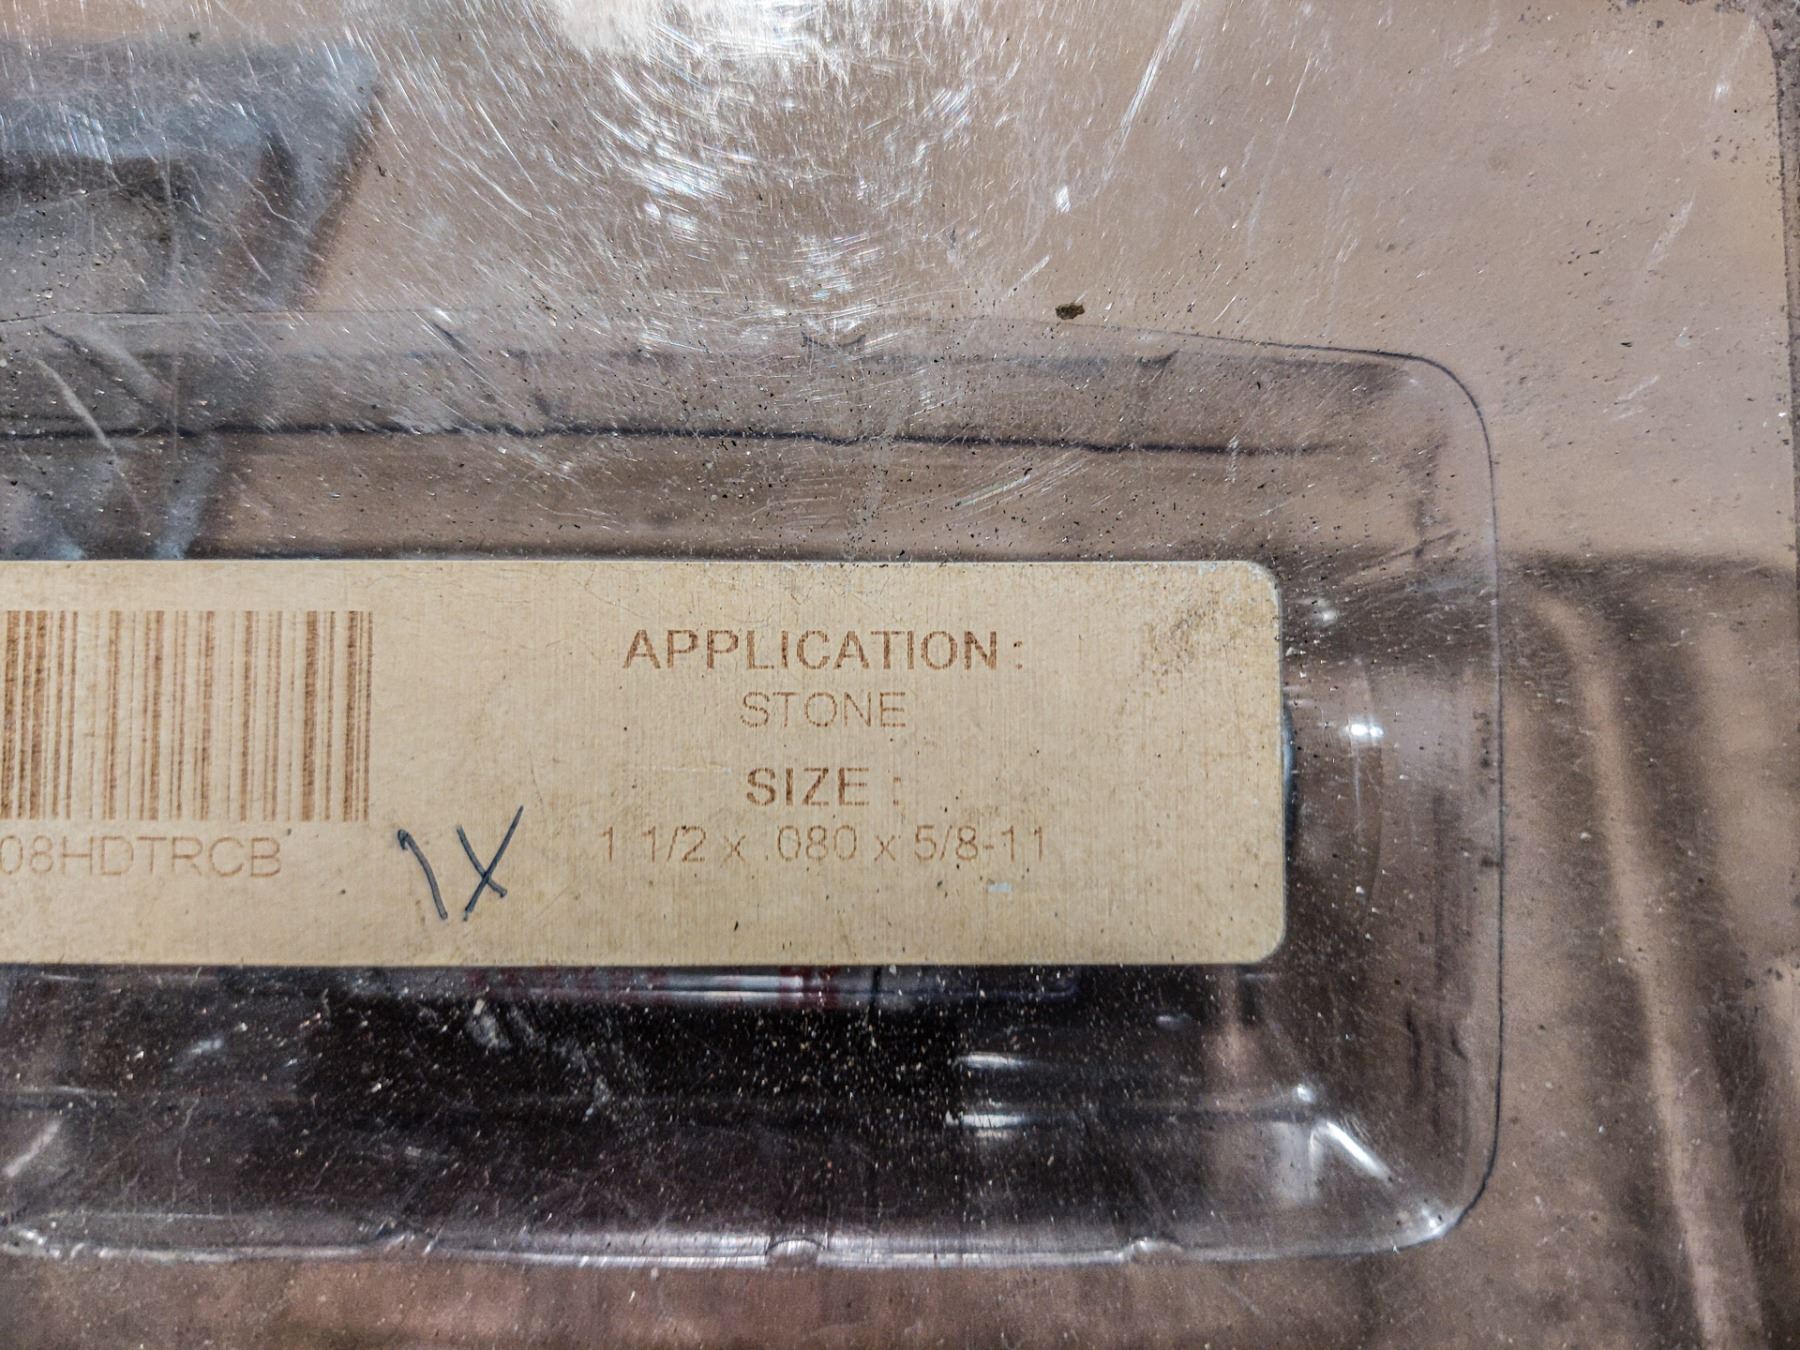 APPLICATION:
STONE
SIZE :
1 1/2 x .080 x 5/8-11
08HDTRCB
1X